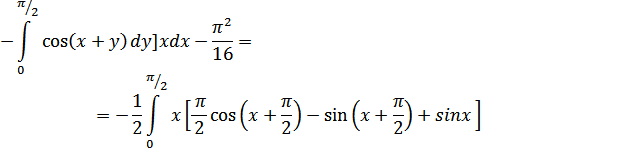 −∫₀^{π/2} cos(x + y) dy]xdx − π²/16 =
= −1/2 ∫₀^{π/2} x[π/2 cos(x + π/2) − sin(x + π/2) + sinx]